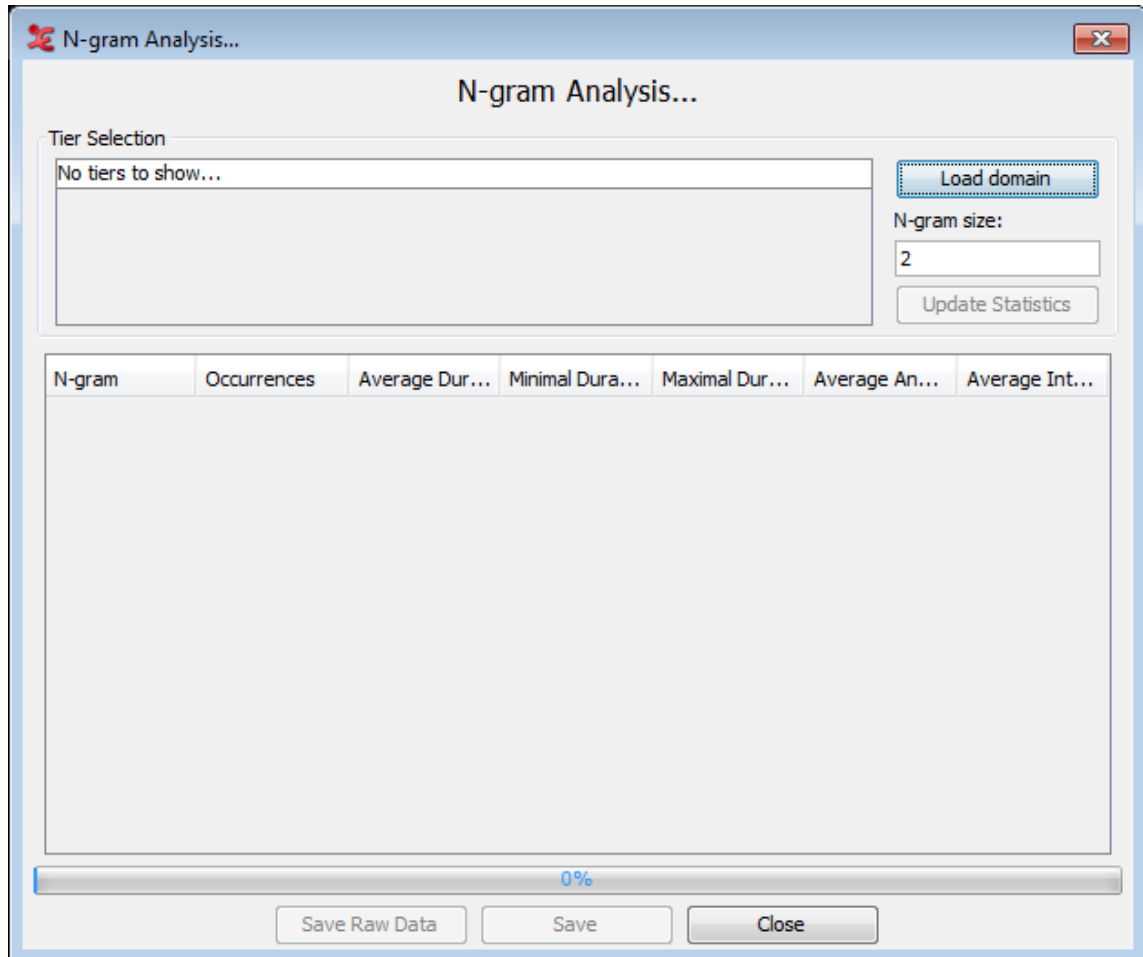 N-gram Analysis...
N-gram Analysis...
Tier Selection
No tiers to show...
Load domain
N-gram size:
2
Update Statistics
N-gram Occurrences Average Dur... Minimal Dura... Maximal Dur... Average An... Average Int...
0%
Save Raw Data Save Close